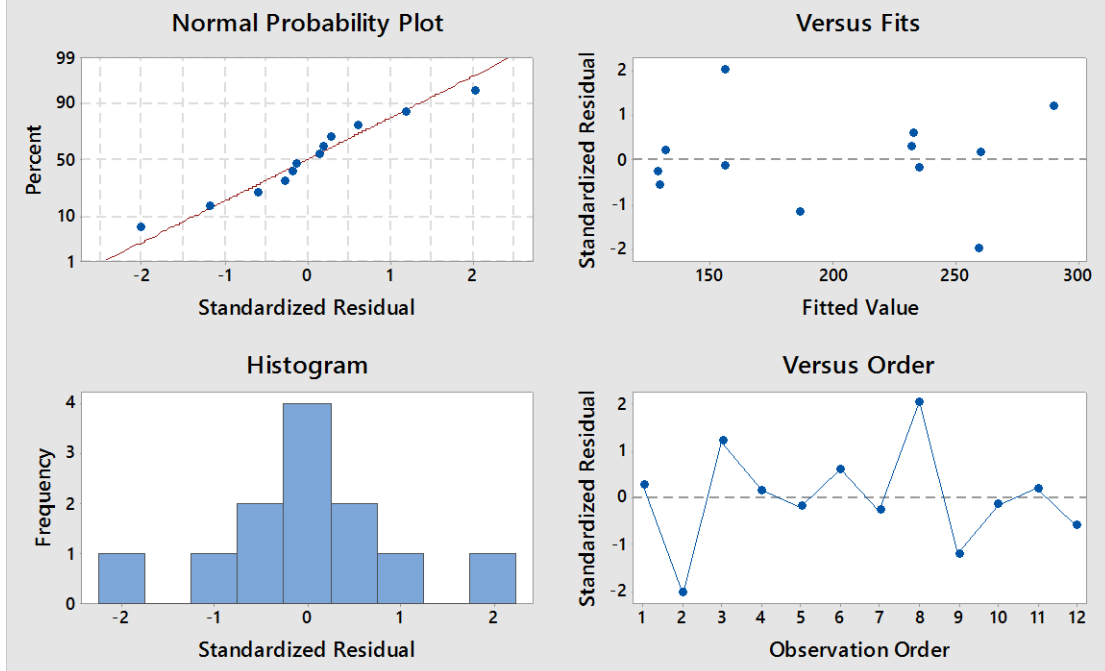 Normal Probability Plot
99
90
50
10
1
Percent
-2 -1 0 1 2
Standardized Residual
Versus Fits
2
1
0
-1
-2
Standardized Residual
150 200 250 300
Fitted Value
Histogram
4
3
2
1
0
Frequency
-2 -1 0 1 2
Standardized Residual
Versus Order
2
1
0
-1
-2
Standardized Residual
1 2 3 4 5 6 7 8 9 10 11 12
Observation Order